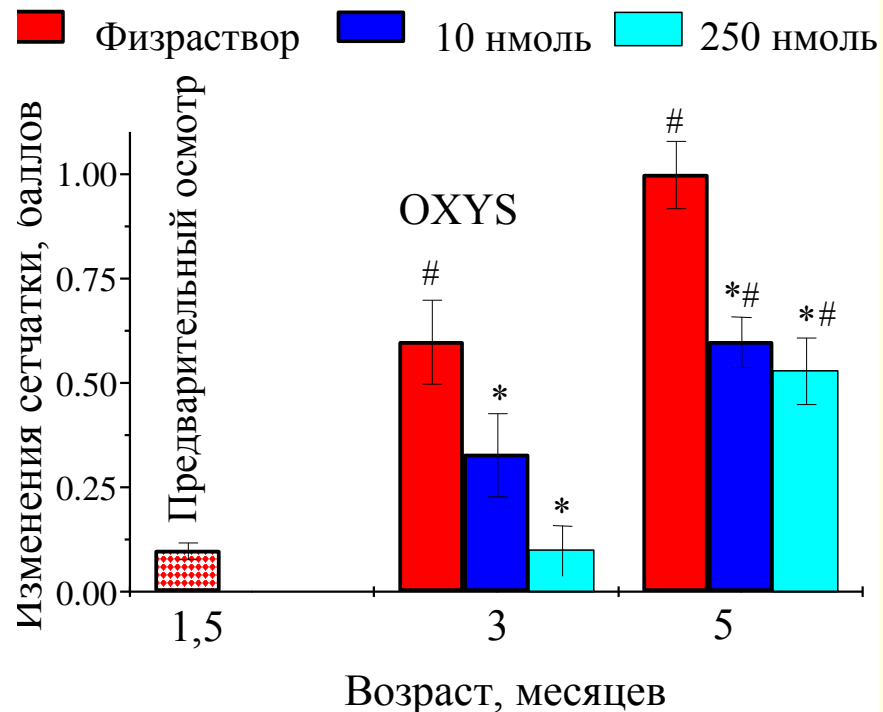 Физраствор 10 нмоль 250 нмоль
Изменения сетчатки, баллов
Предварительный осмотр
OXYS
1.00
0.75
0.50
0.25
0.00
#
*
*
#
*#
*#
1,5 3 5
Возраст, месяцев